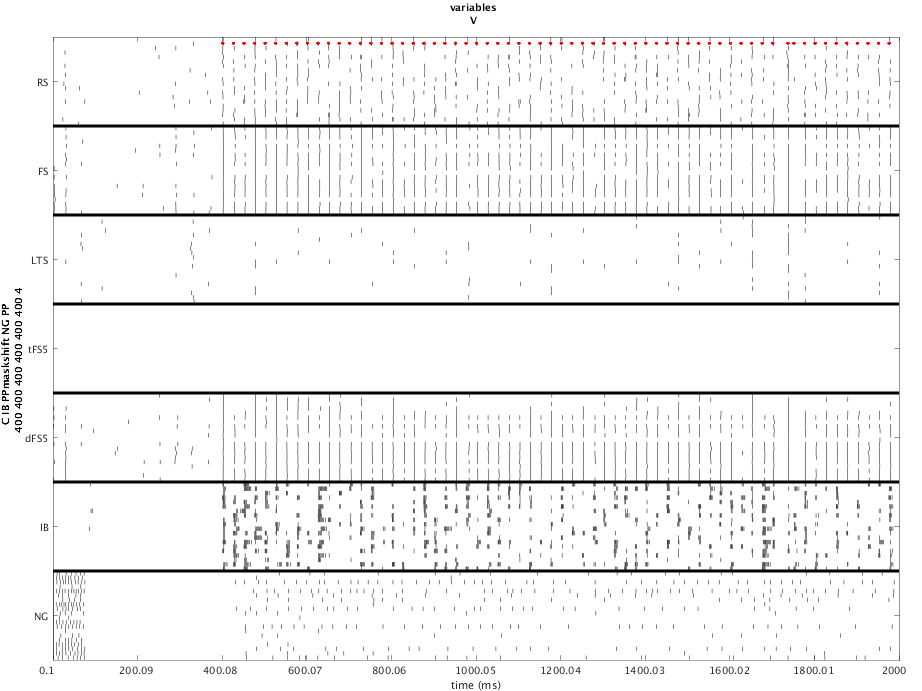 variables
V
RS
FS
LTS
tFS5
dFS5
IB
NG
C IB PPmaskshift NG PP
400 400 400 400 400 400 4
0.1 200.09 400.08 600.07 800.06 1000.05 1200.04 1400.03 1600.02 1800.01 2000
time (ms)